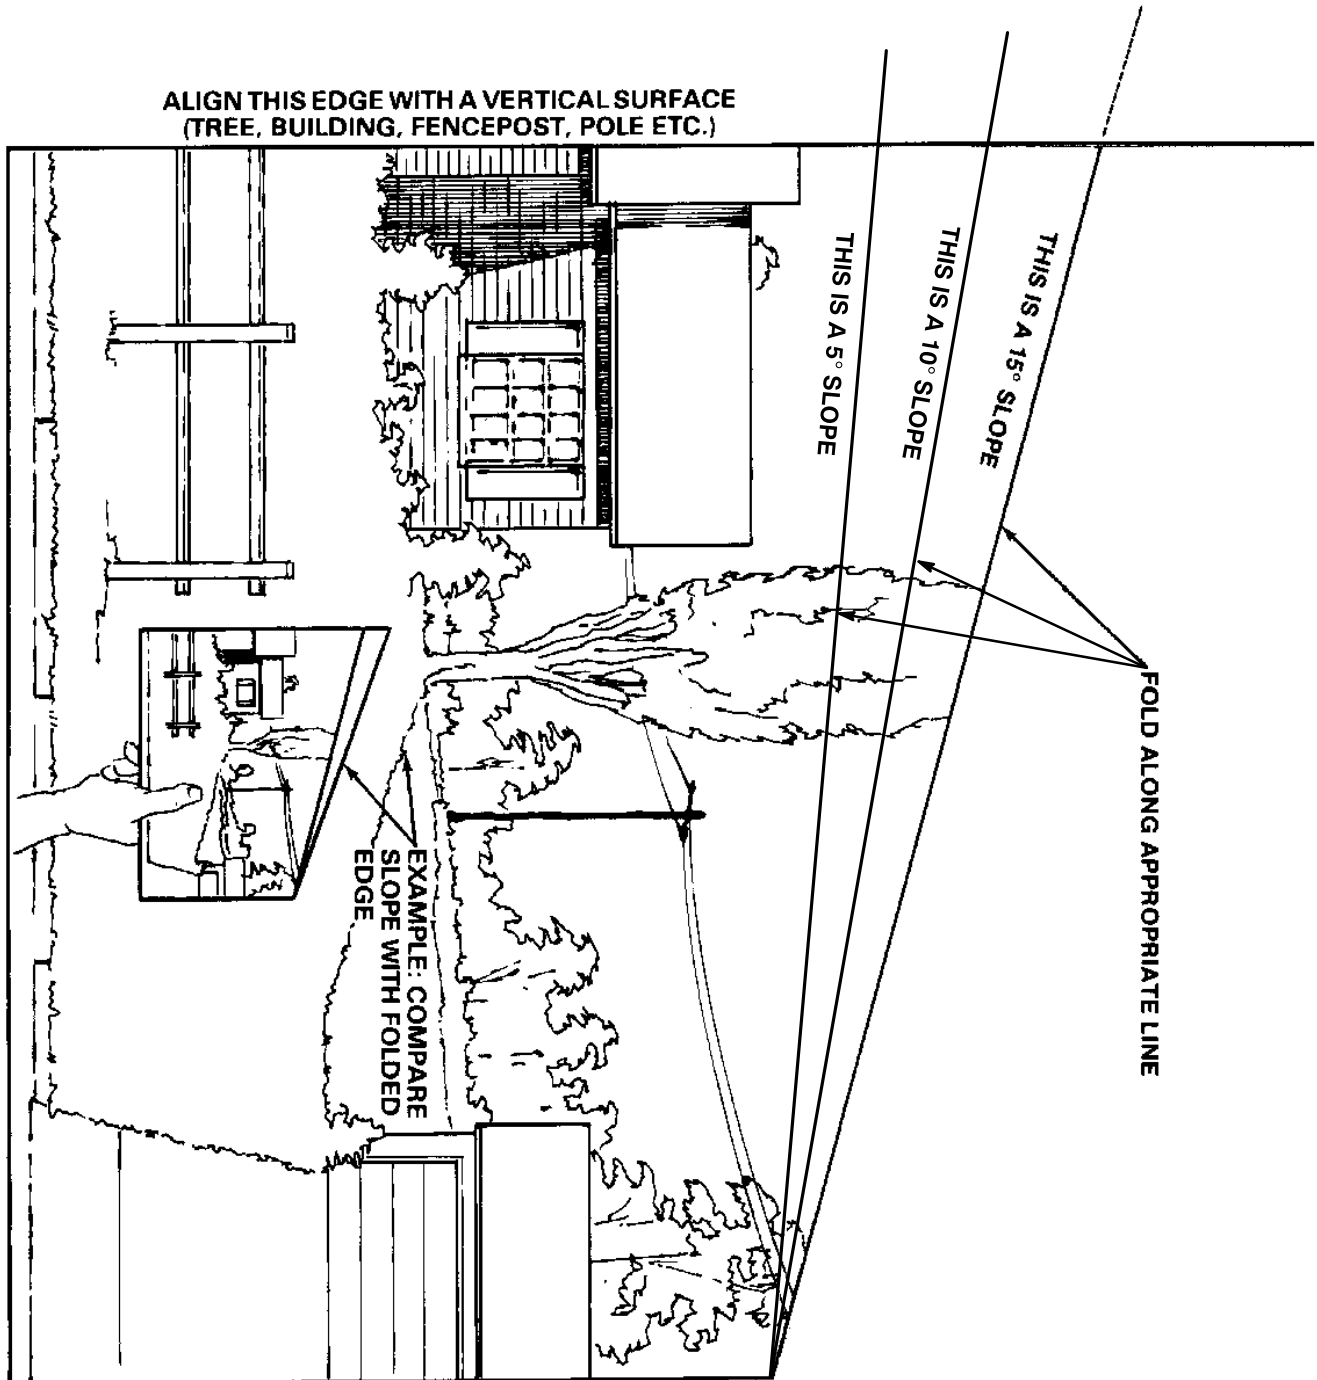 ALIGN THIS EDGE WITH A VERTICAL SURFACE
(TREE, BUILDING, FENCEPOST, POLE ETC.)
THIS IS A 5° SLOPE
THIS IS A 10° SLOPE
THIS IS A 15° SLOPE
FOLD ALONG APPROPRIATE LINE
EXAMPLE: COMPARE
SLOPE WITH FOLDED
EDGE